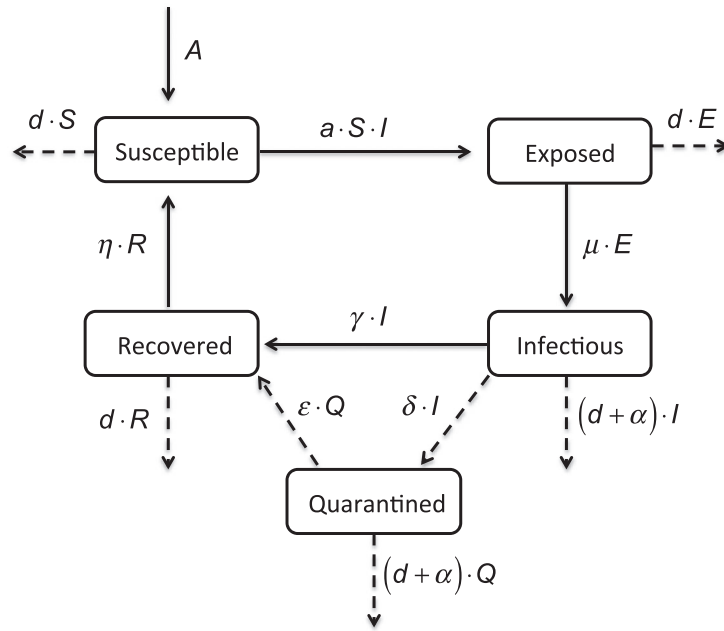 A
d · S
a · S · I
d · E
Susceptible
Exposed
η · R
μ · E
γ · I
Recovered
Infectious
d · R
ε · Q
δ · I
(d + α) · I
Quarantined
(d + α) · Q